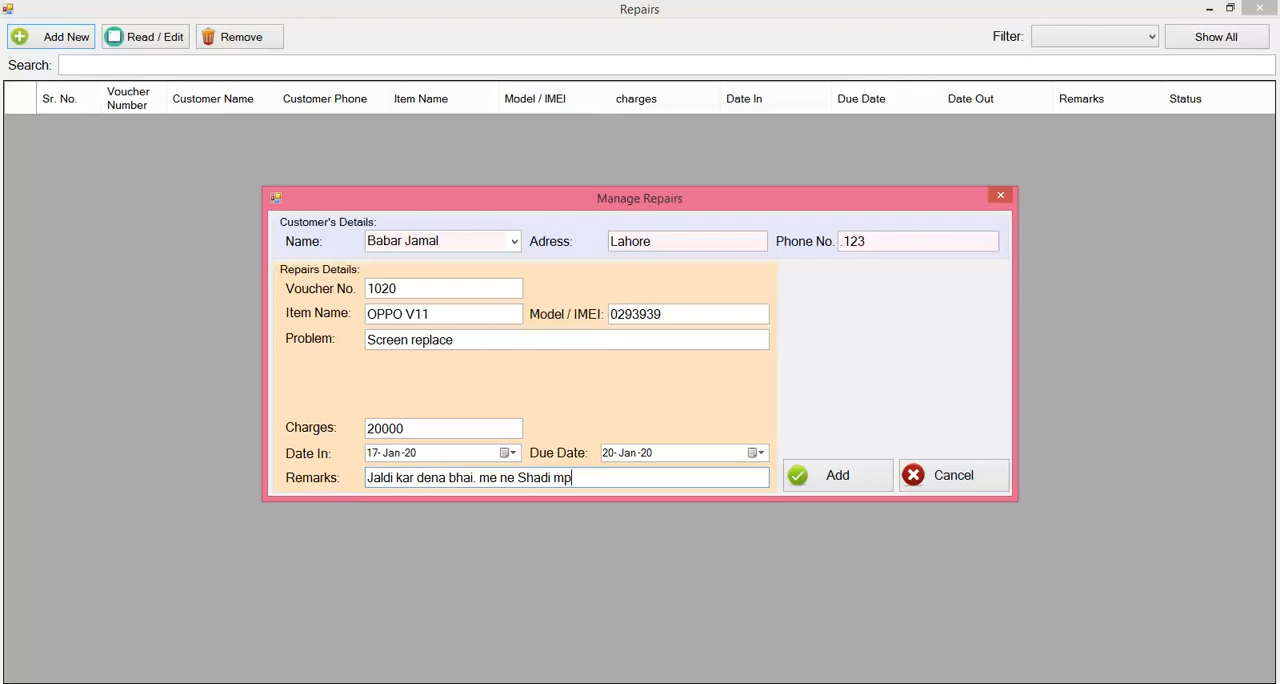 Repairs
Add New Read / Edit Remove Filter: Show All
Search:
Sr. No. Voucher Number Customer Name Customer Phone Item Name Model / IMEI charges Date In Due Date Date Out Remarks Status
Manage Repairs
Customer's Details:
Name: Babar Jamal Adress: Lahore Phone No. .123
Repairs Details:
Voucher No. 1020
Item Name: OPPO V11 Model / IMEI: 0293939
Problem: Screen replace
Charges: 20000
Date In: 17-Jan-20 Due Date: 20-Jan-20
Remarks: Jaldi kar dena bhai. me ne Shadi mp
Add Cancel